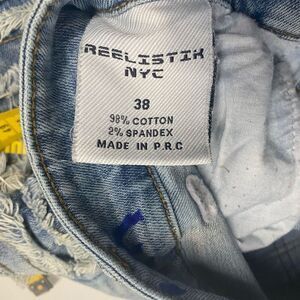 REELISTIK
NYC
38
98% COTTON
2% SPANDEX
MADE IN P.R.C